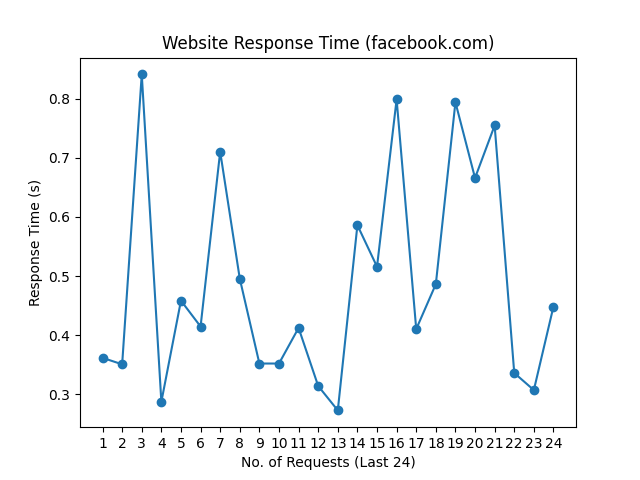 Website Response Time (facebook.com)
Response Time (s)
0.8
0.7
0.6
0.5
0.4
0.3
1 2 3 4 5 6 7 8 9 10 11 12 13 14 15 16 17 18 19 20 21 22 23 24
No. of Requests (Last 24)